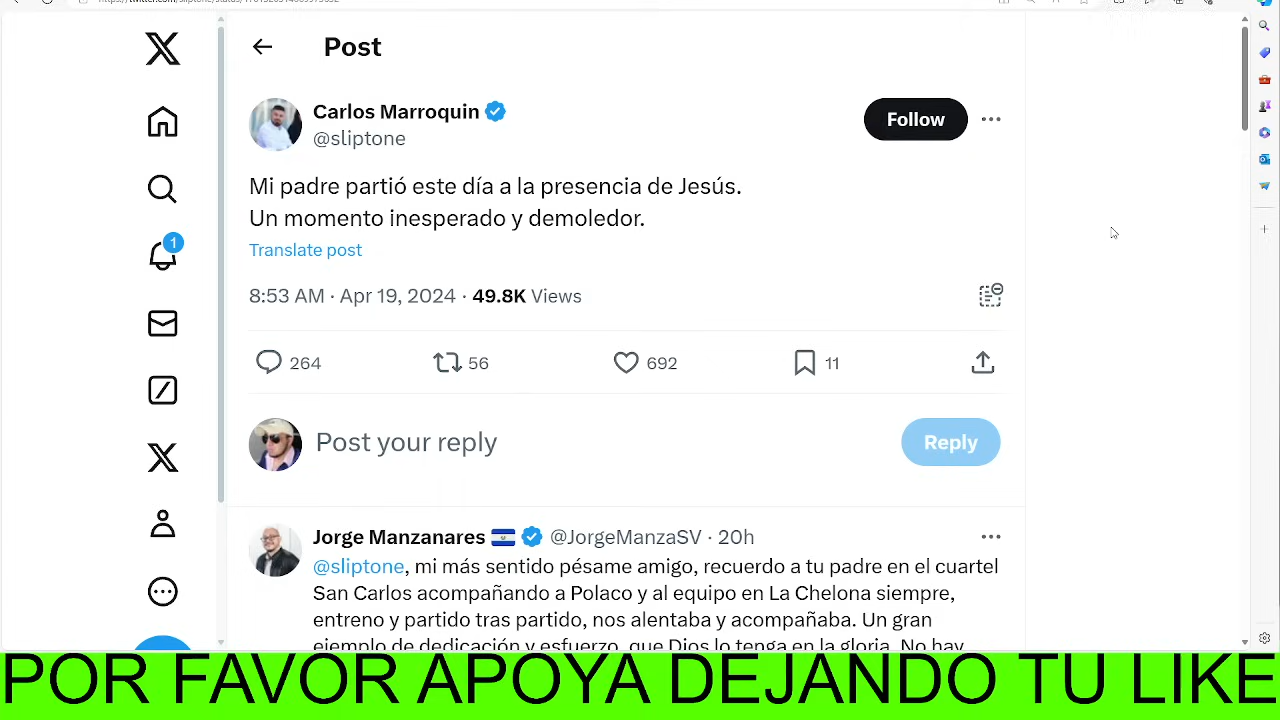 Post
Carlos Marroquin
@sliptone
Follow
Mi padre partió este día a la presencia de Jesús.
Un momento inesperado y demoledor.
Translate post
8:53 AM · Apr 19, 2024 · 49.8K Views
264 56 692 11
1
Post your reply
Reply
Jorge Manzanares @JorgeManzaSV · 20h
@sliptone, mi más sentido pésame amigo, recuerdo a tu padre en el cuartel
San Carlos acompañando a Polaco y al equipo en La Chelona siempre,
entreno y partido tras partido, nos alentaba y acompañaba. Un gran
ejemplo de dedicación y esfuerzo, que Dios lo tenga en la gloria. No hay
POR FAVOR APOYA DEJANDO TU LIKE